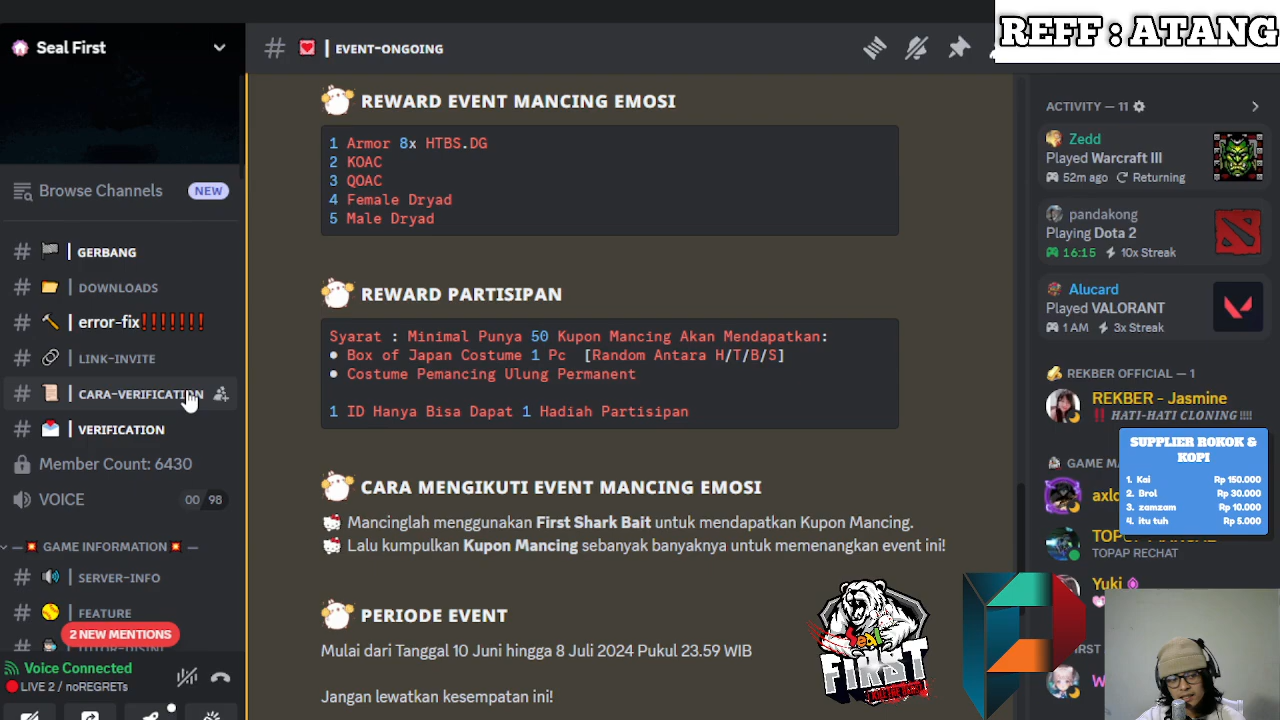 Seal First
# | EVENT-ONGOING
REFF : ATANG
Browse Channels NEW
# | GERBANG
# | DOWNLOADS
# | error-fix!!!!!!!
# | LINK-INVITE
# | CARA-VERIFICATION
# | VERIFICATION
Member Count: 6430
VOICE 00 98
— GAME INFORMATION —
# | SERVER-INFO
# | FEATURE
2 NEW MENTIONS
Voice Connected
LIVE 2 / noREGRETs
REWARD EVENT MANCING EMOSI
1 Armor 8x HTBS.DG
2 KOAC
3 QOAC
4 Female Dryad
5 Male Dryad
REWARD PARTISIPAN
Syarat : Minimal Punya 50 Kupon Mancing Akan Mendapatkan:
● Box of Japan Costume 1 Pc [Random Antara H/T/B/S]
● Costume Pemancing Ulung Permanent
1 ID Hanya Bisa Dapat 1 Hadiah Partisipan
CARA MENGIKUTI EVENT MANCING EMOSI
Mancinglah menggunakan First Shark Bait untuk mendapatkan Kupon Mancing.
Lalu kumpulkan Kupon Mancing sebanyak banyaknya untuk memenangkan event ini!
PERIODE EVENT
Mulai dari Tanggal 10 Juni hingga 8 Juli 2024 Pukul 23.59 WIB
Jangan lewatkan kesempatan ini!
SeAL
FIRST
ACTIVITY — 11
Zedd
Played Warcraft III
52m ago Returning
pandakong
Playing Dota 2
16:15 10x Streak
Alucard
Played VALORANT
1 AM 3x Streak
REKBER OFFICIAL — 1
REKBER - Jasmine
HATI-HATI CLONING !!!!
SUPPLIER ROKOK &
KOPI
1. Kai Rp 150.000
2. Brol Rp 30.000
3. zamzam Rp 10.000
4. itu tuh Rp 5.000
GAME MA
axlo
TOPAP RECHAT
Yuki
FIRST
W